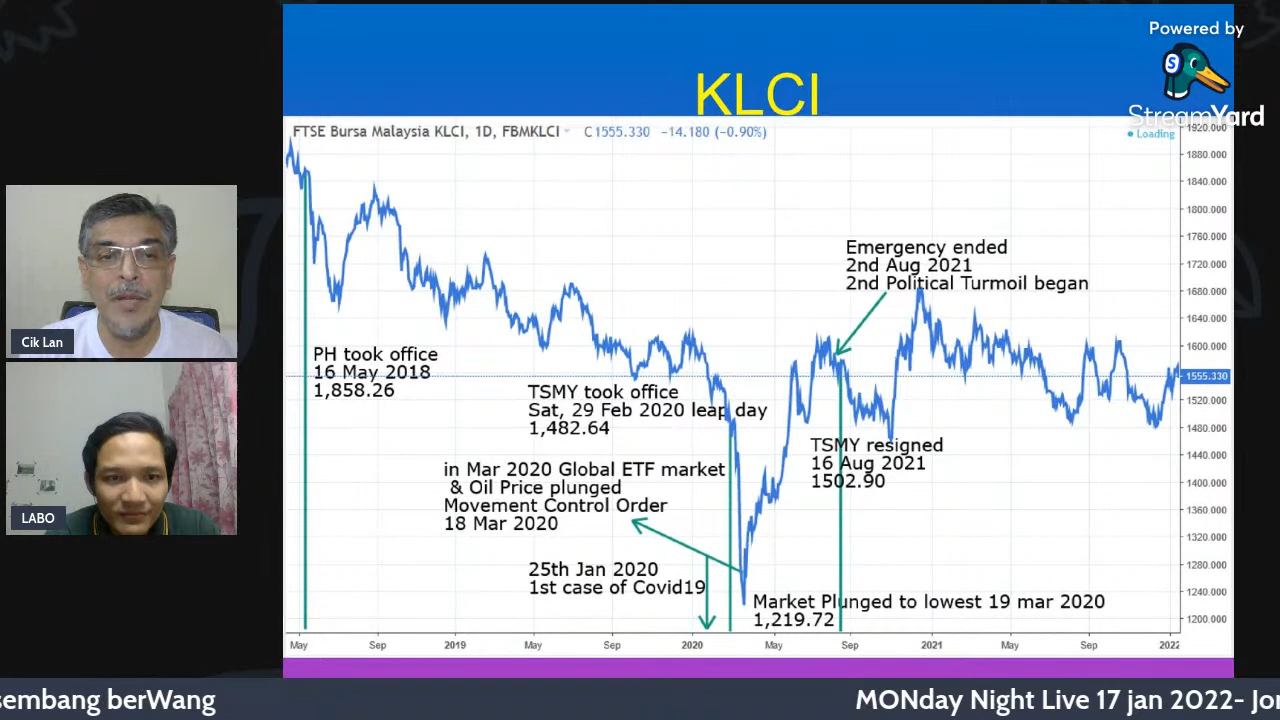 Powered by
S
StreamYard
KLCI
FTSE Bursa Malaysia KLCI, 1D, FBMKLCI C1555.330 −14.180 (−0.90%)
Loading
1920.000
1880.000
1840.000
1800.000
1760.000
1720.000
1680.000
1640.000
1600.000
1555.330
1520.000
1480.000
1440.000
1400.000
1360.000
1320.000
1280.000
1240.000
1200.000
Emergency ended
2nd Aug 2021
2nd Political Turmoil began
PH took office
16 May 2018
1,858.26
TSMY took office
Sat, 29 Feb 2020 leap day
1,482.64
TSMY resigned
16 Aug 2021
1502.90
in Mar 2020 Global ETF market
& Oil Price plunged
Movement Control Order
18 Mar 2020
25th Jan 2020
1st case of Covid19
Market Plunged to lowest 19 mar 2020
1,219.72
May Sep 2019 May Sep 2020 May Sep 2021 May Sep 2022
Cik Lan
LABO
sembang berWang
MONday Night Live 17 jan 2022- Jon